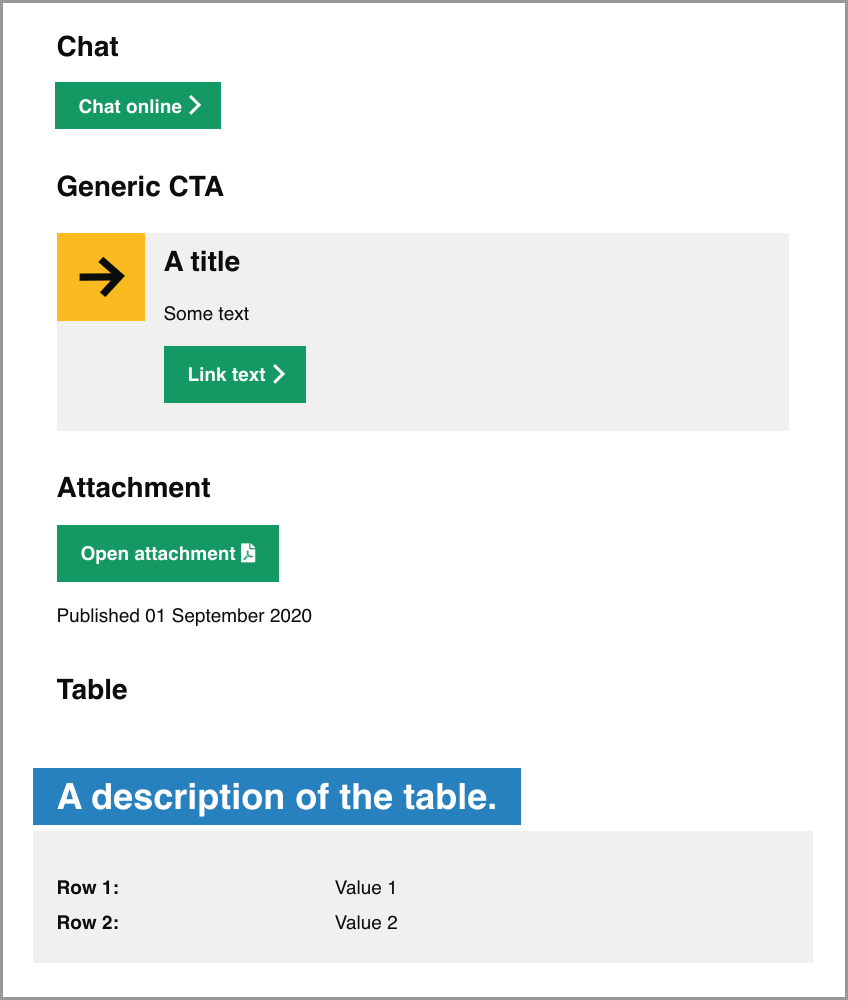 Chat
Chat online
Generic CTA
A title
Some text
Link text
Attachment
Open attachment
Published 01 September 2020
Table
A description of the table.
Row 1: Value 1
Row 2: Value 2